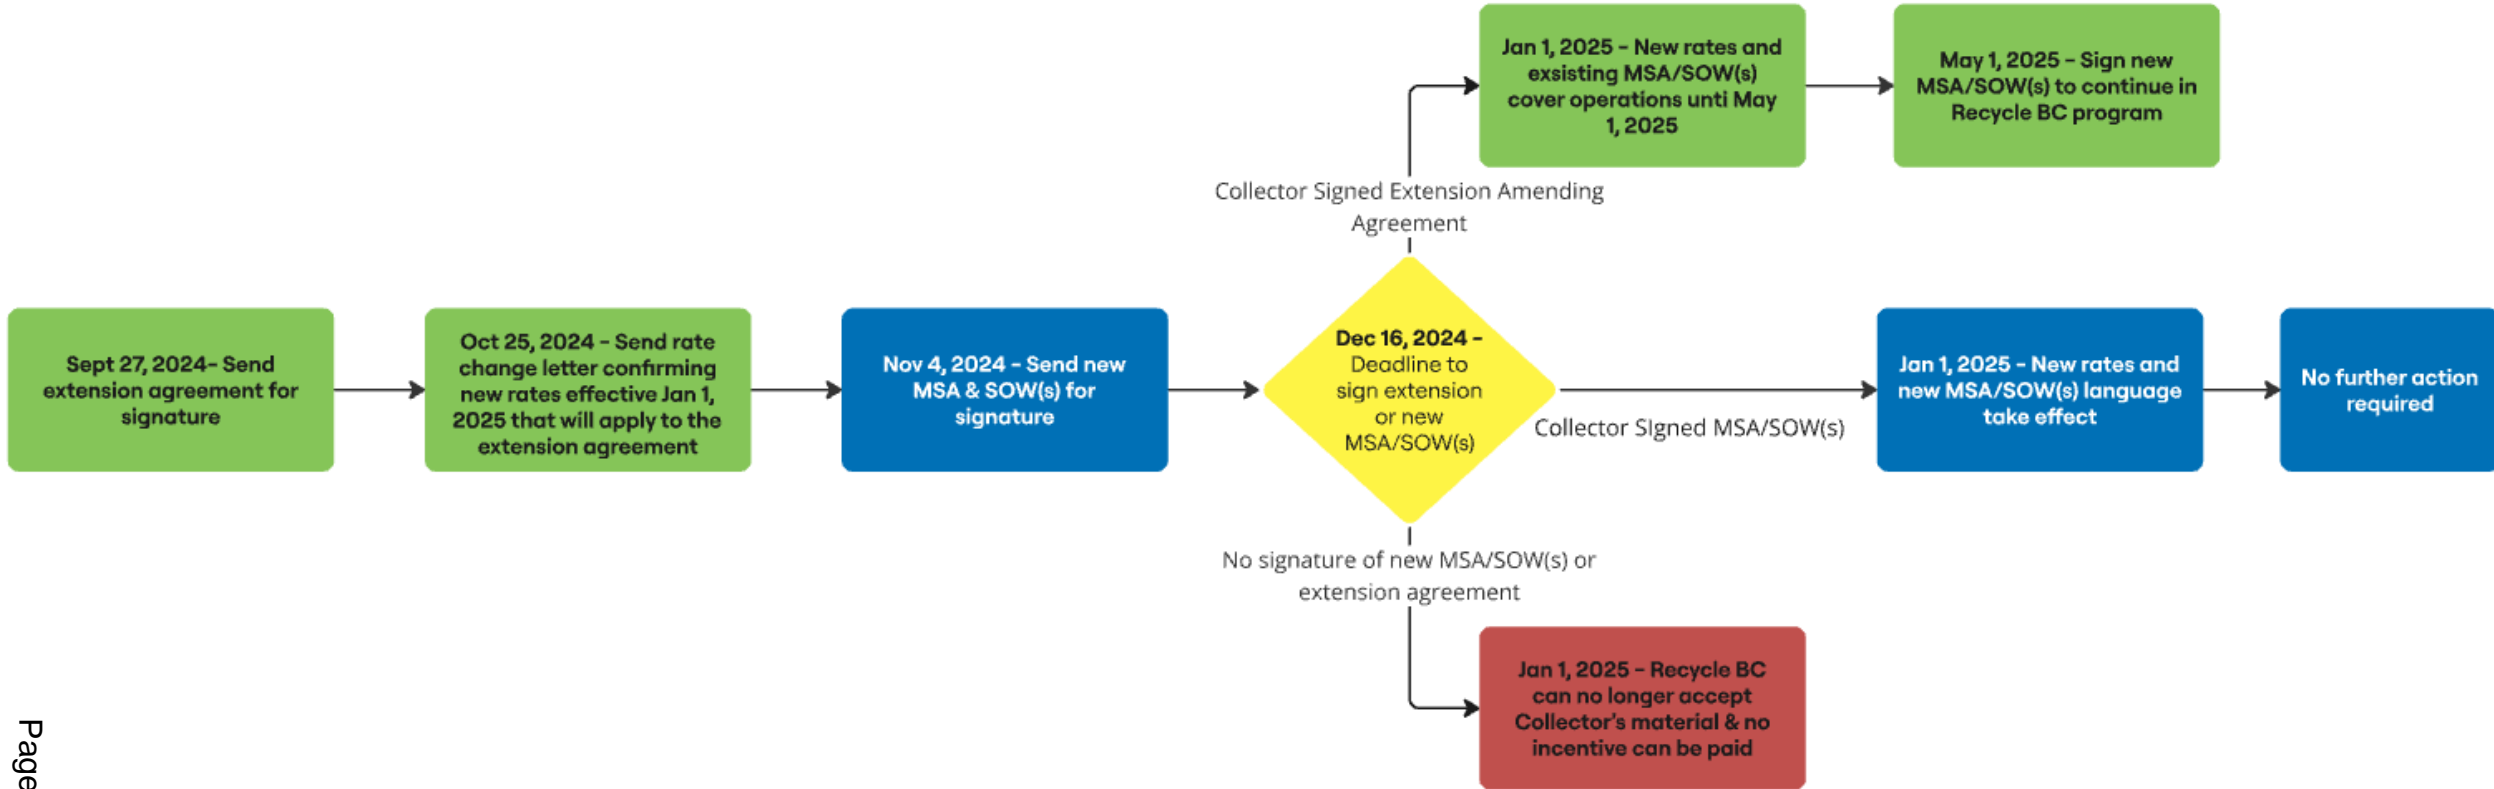 Jan 1, 2025 – New rates and
exsisting MSA/SOW(s)
cover operations unti May
1, 2025
May 1, 2025 – Sign new
MSA/SOW(s) to continue in
Recycle BC program
Collector Signed Extension Amending
Agreement
Sept 27, 2024– Send
extension agreement for
signature
Oct 25, 2024 – Send rate
change letter confirming
new rates effective Jan 1,
2025 that will apply to the
extension agreement
Nov 4, 2024 – Send new
MSA & SOW(s) for
signature
Dec 16, 2024 –
Deadline to
sign extension
or new
MSA/SOW(s)
Collector SIgned MSA/SOW(s)
Jan 1, 2025 – New rates and
new MSA/SOW(s) language
take effect
No further action
required
No signature of new MSA/SOW(s) or
extension agreement
Jan 1, 2025 – Recycle BC
can no longer accept
Collector's material & no
incentive can be paid
Page